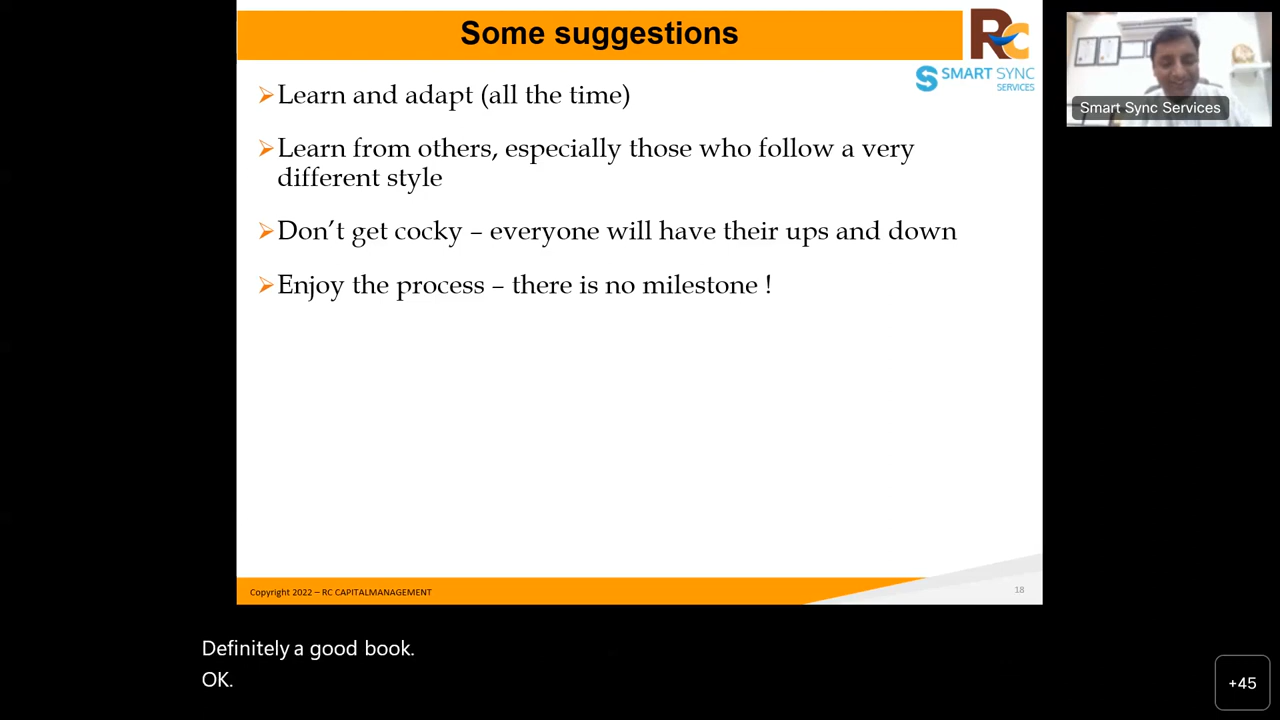 Some suggestions
RC
SMART SYNC
SERVICES
Smart Sync Services
➢Learn and adapt (all the time)
➢Learn from others, especially those who follow a very
different style
➢Don’t get cocky – everyone will have their ups and down
➢Enjoy the process – there is no milestone !
Copyright 2022 – RC CAPITALMANAGEMENT
18
Definitely a good book.
OK.
+45